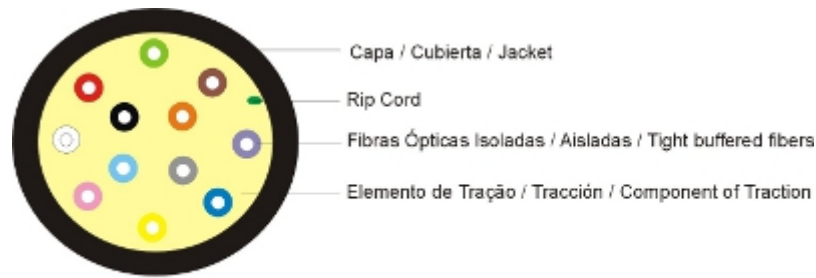 Capa / Cubierta / Jacket
Rip Cord
Fibras Ópticas Isoladas / Aisladas / Tight buffered fibers
Elemento de Tração / Tracción / Component of Traction